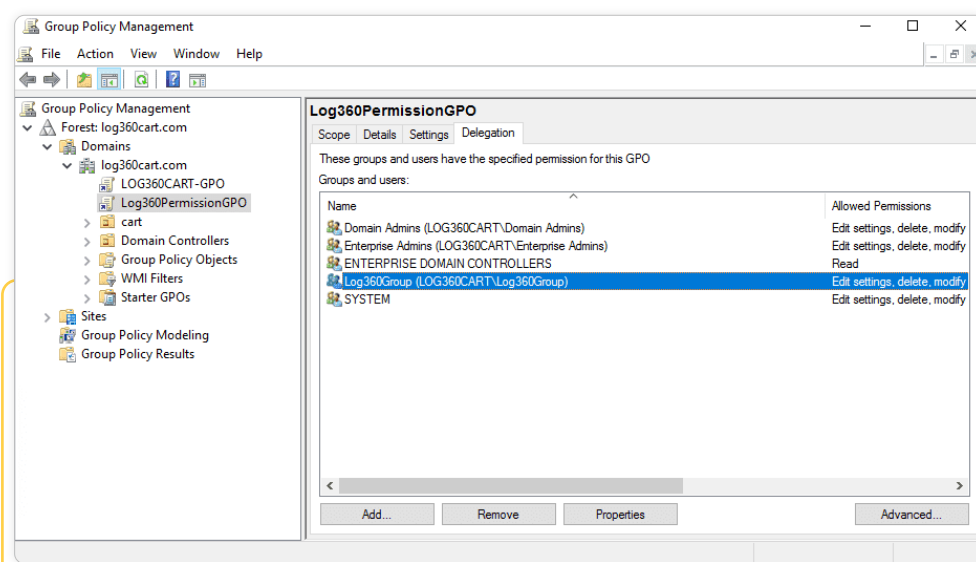 Group Policy Management
File Action View Window Help
Group Policy Management
Forest: log360cart.com
Domains
log360cart.com
LOG360CART-GPO
Log360PermissionGPO
cart
Domain Controllers
Group Policy Objects
WMI Filters
Starter GPOs
Sites
Group Policy Modeling
Group Policy Results
Log360PermissionGPO
Scope Details Settings Delegation
These groups and users have the specified permission for this GPO
Groups and users:
Name Allowed Permissions
Domain Admins (LOG360CART\Domain Admins) Edit settings, delete, modify
Enterprise Admins (LOG360CART\Enterprise Admins) Edit settings, delete, modify
ENTERPRISE DOMAIN CONTROLLERS Read
Log360Group (LOG360CART\Log360Group) Edit settings, delete, modify
SYSTEM Edit settings, delete, modify
Add... Remove Properties Advanced...